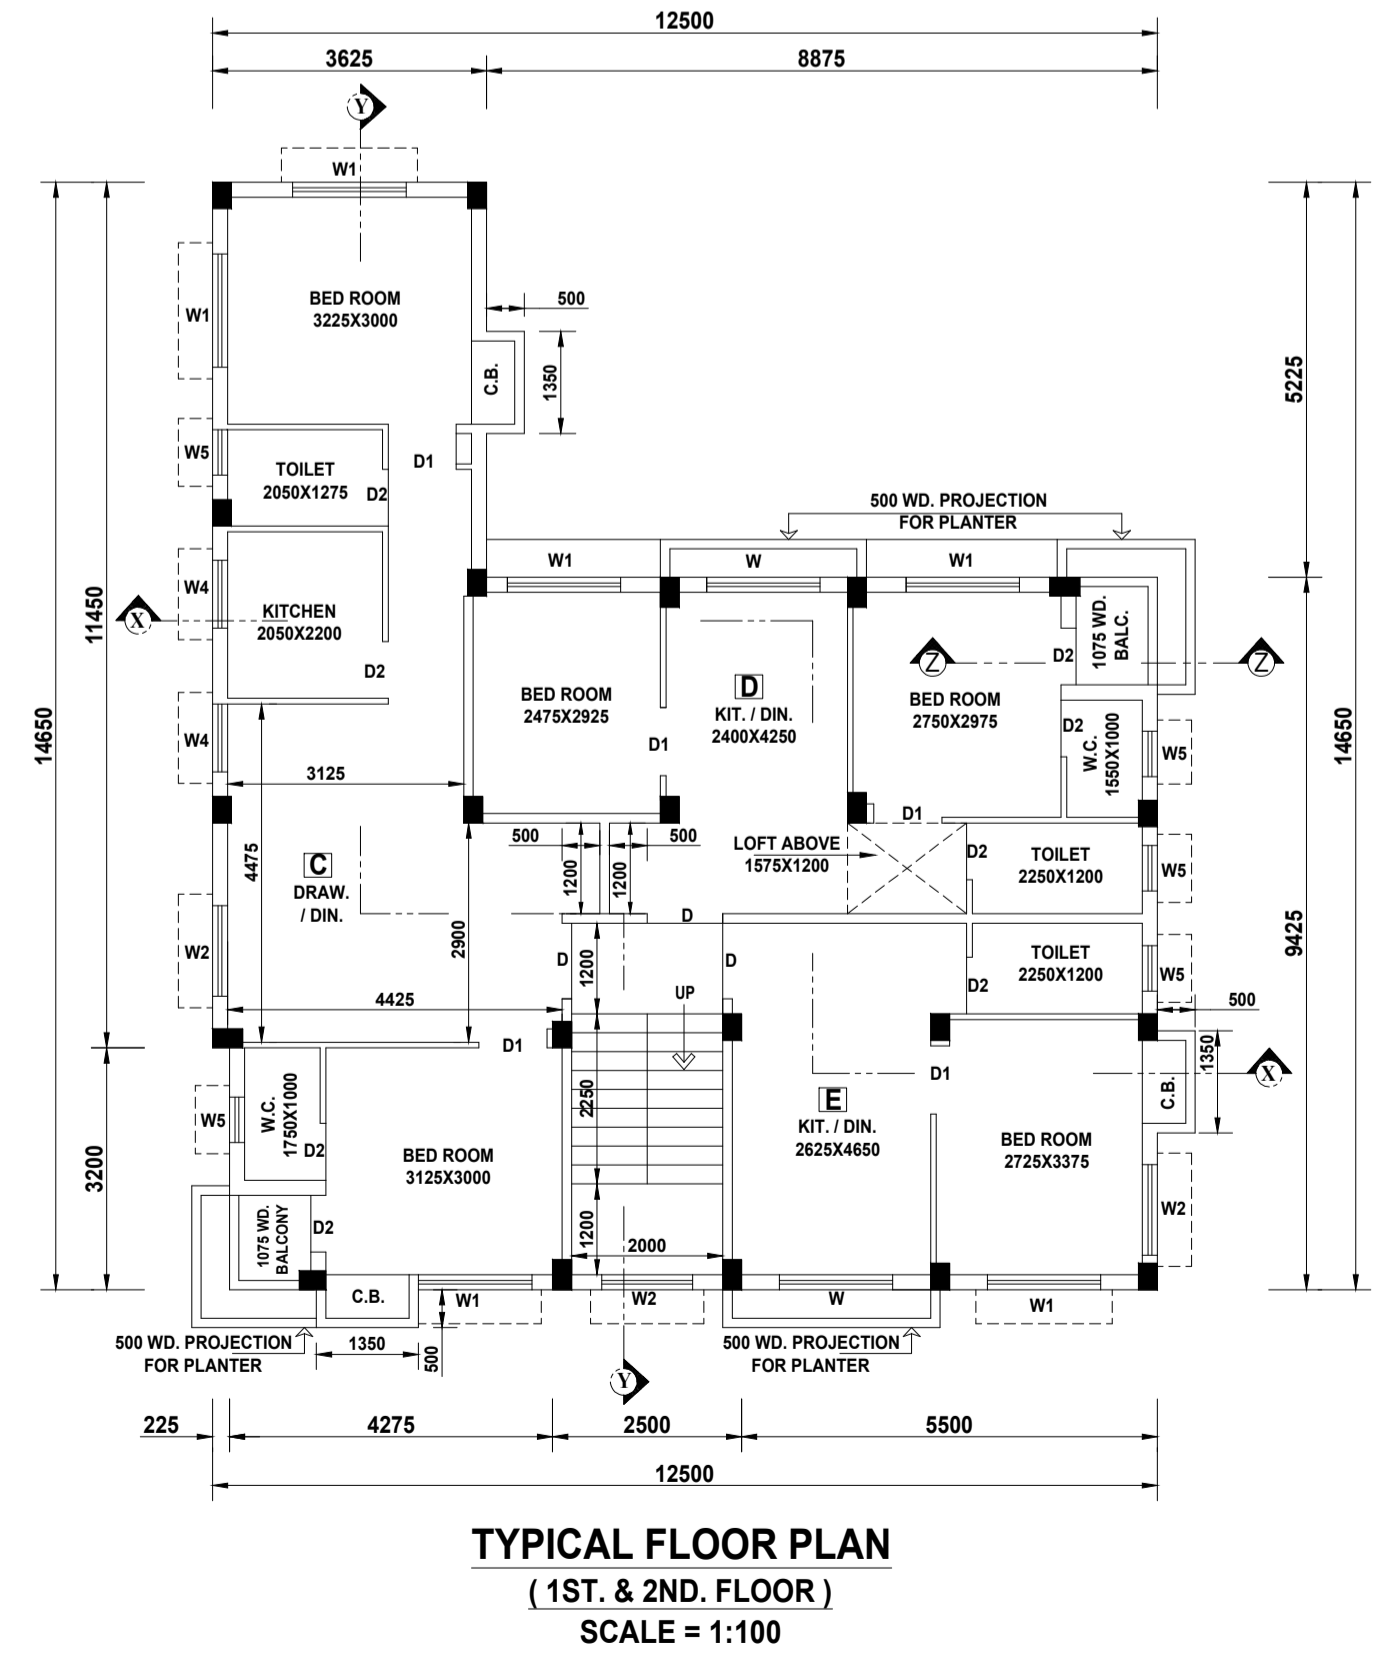 12500
3625
8875
Y
W1
W1
BED ROOM
3225X3000
500
C.B.
1350
5225
W5
TOILET
2050X1275
D1
D2
500 WD. PROJECTION
FOR PLANTER
W1
W
W1
11450
14650
X
W4
KITCHEN
2050X2200
D2
1075 WD.
BALC.
D2
Z
Z
BED ROOM
2475X2925
D
KIT. / DIN.
2400X4250
BED ROOM
2750X2975
14650
W4
D1
D2
W.C.
1550X1000
W5
3125
D1
500
500
LOFT ABOVE
1575X1200
D2
TOILET
2250X1200
W5
4475
C
DRAW.
/ DIN.
1200
1200
D
W2
2900
D
1200
D
TOILET
2250X1200
W5
9425
D2
UP
4425
500
D1
1350
D1
X
W5
W.C.
1750X1000
D2
2250
E
KIT. / DIN.
2625X4650
C.B.
BED ROOM
3125X3000
BED ROOM
2725X3375
3200
1075 WD.
BALCONY
D2
1200
2000
W2
C.B.
W1
W2
W
W1
500 WD. PROJECTION
FOR PLANTER
1350
500
500 WD. PROJECTION
FOR PLANTER
Y
225
4275
2500
5500
12500
TYPICAL FLOOR PLAN
( 1ST. & 2ND. FLOOR )
SCALE = 1:100